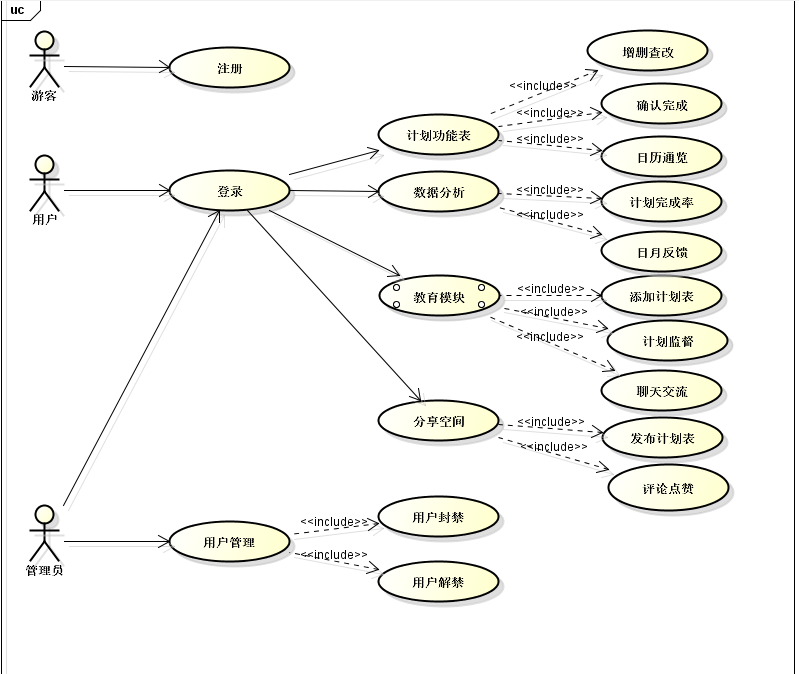 uc
游客
注册
用户
登录
管理员
用户管理
计划功能表
数据分析
教育模块
分享空间
用户封禁
用户解禁
<<include>>
<<include>>
<<include>>
<<include>>
<<include>>
<<include>>
<<include>>
<<include>>
<<include>>
<<include>>
<<include>>
<<include>>
增删查改
确认完成
日历通览
计划完成率
日月反馈
添加计划表
计划监督
聊天交流
发布计划表
评论点赞